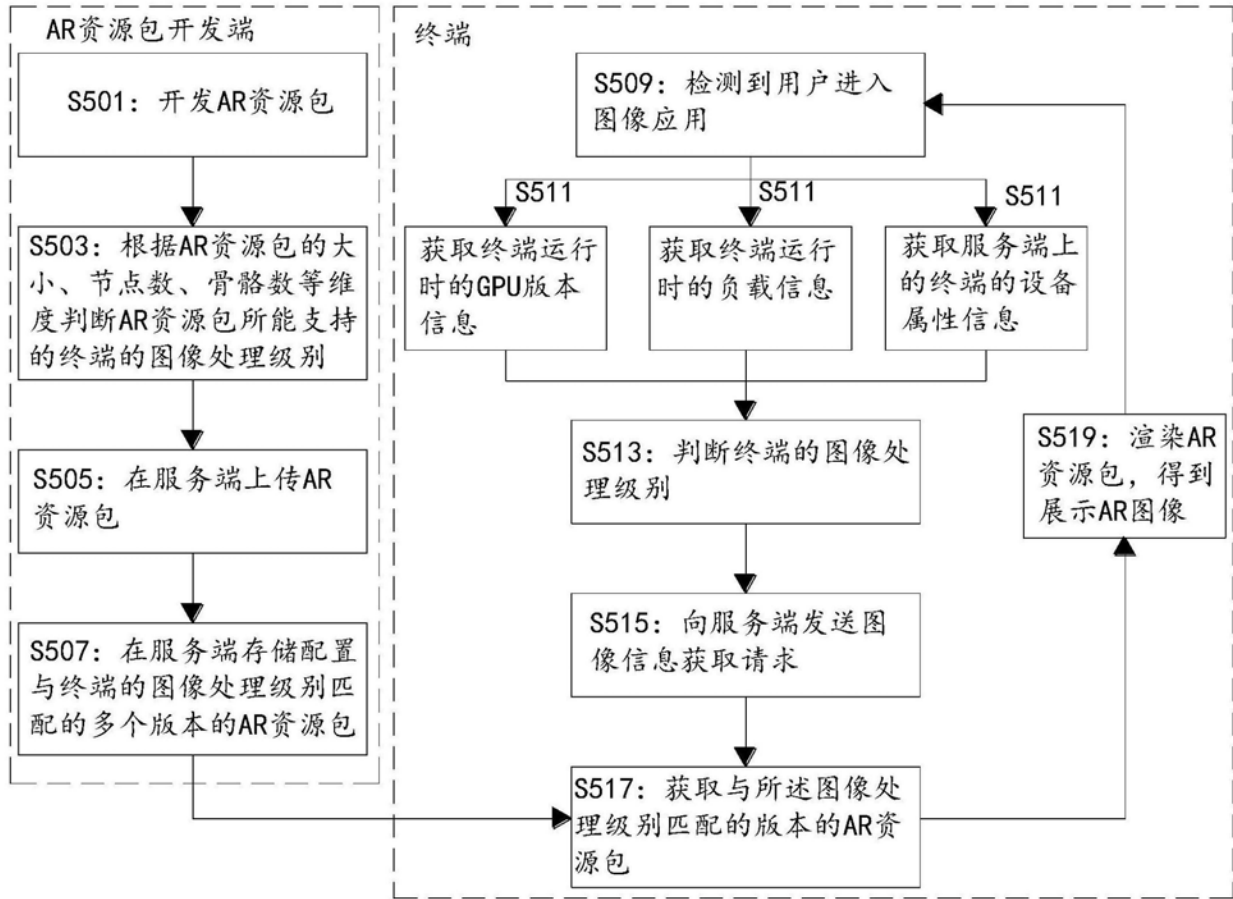 AR资源包开发端
S501：开发AR资源包
S503：根据AR资源包的大
小、节点数、骨骼数等维
度判断AR资源包所能支持
的终端的图像处理级别
S505：在服务端上传AR
资源包
S507：在服务端存储配置
与终端的图像处理级别匹
配的多个版本的AR资源包
终端
S509：检测到用户进入
图像应用
S511
S511
S511
获取终端运行
时的GPU版本
信息
获取终端运行
时的负载信息
获取服务端上
的终端的设备
属性信息
S513：判断终端的图像处
理级别
S515：向服务端发送图
像信息获取请求
S517：获取与所述图像处
理级别匹配的版本的AR资
源包
S519：渲染AR
资源包，得到
展示AR图像